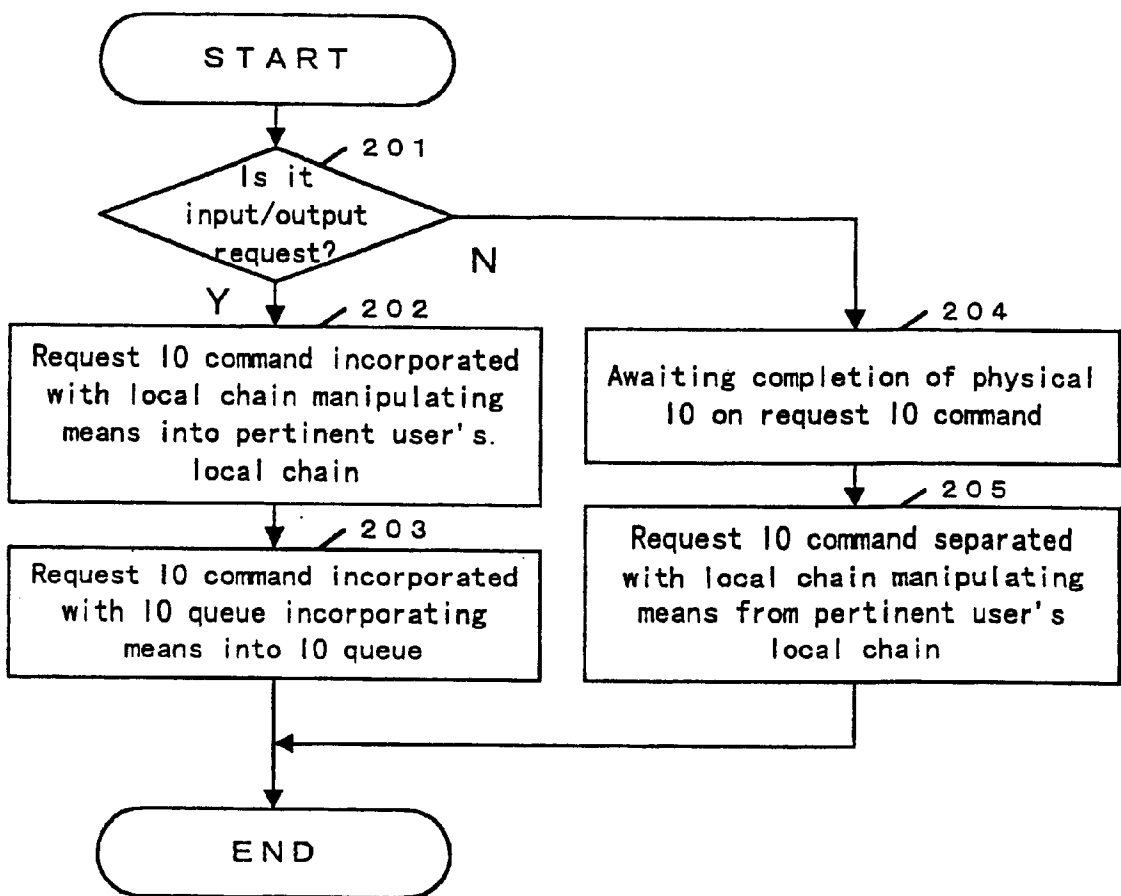 START
201
Is it
input/output
request?
N
Y
202
Request IO command incorporated
with local chain manipulating
means into pertinent user's.
local chain
203
Request IO command incorporated
with IO queue incorporating
means into IO queue
204
Awaiting completion of physical
IO on request IO command
205
Request IO command separated
with local chain manipulating
means from pertinent user's
local chain
END